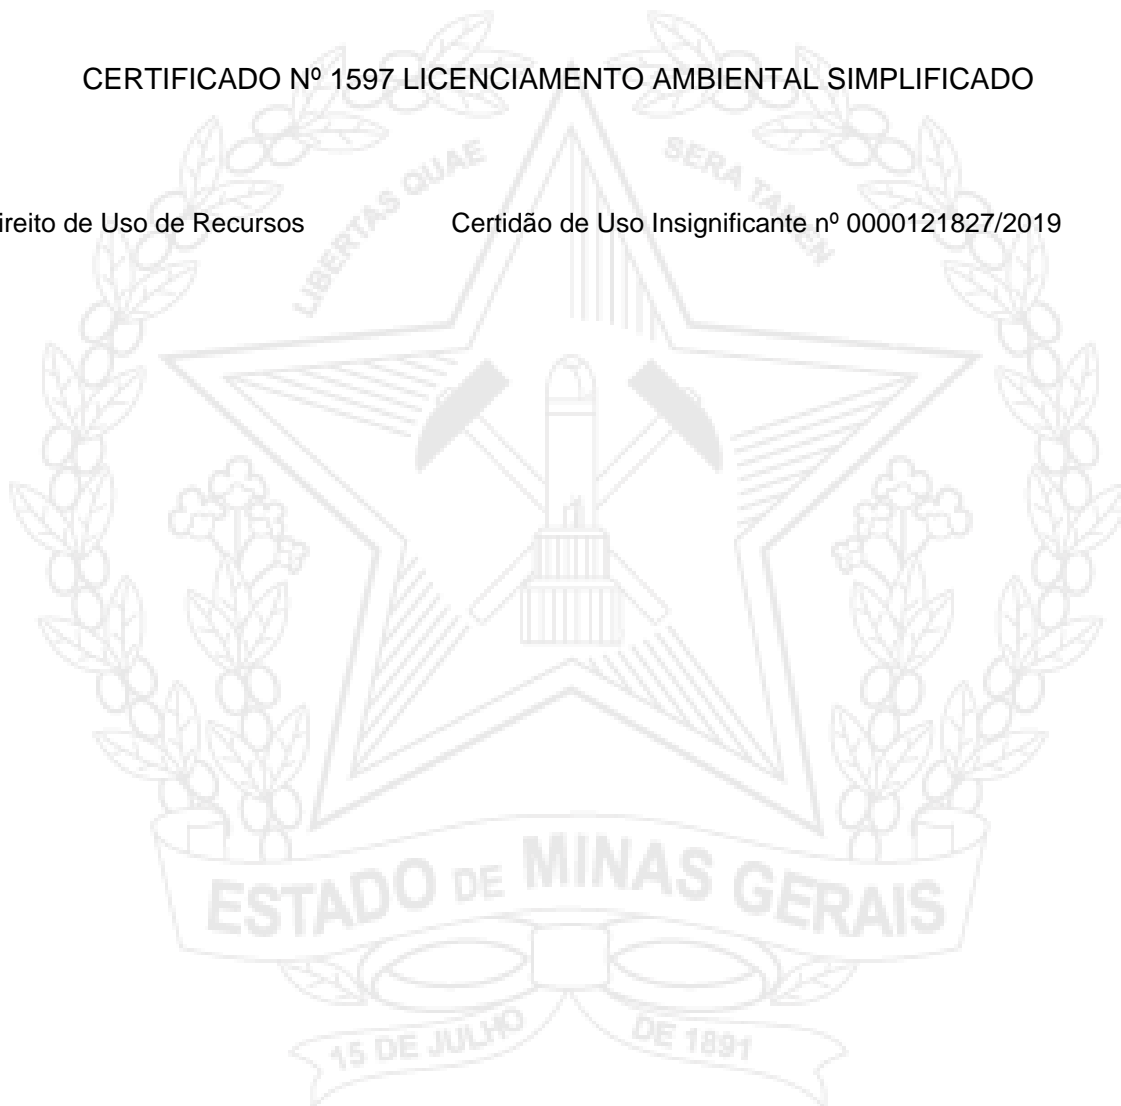 CERTIFICADO Nº 1597 LICENCIAMENTO AMBIENTAL SIMPLIFICADO
LIBERTAS QUAE SERA TAMEN
ireito de Uso de Recursos Certidão de Uso Insignificante nº 0000121827/2019
ESTADO DE MINAS GERAIS
15 DE JULHO DE 1891